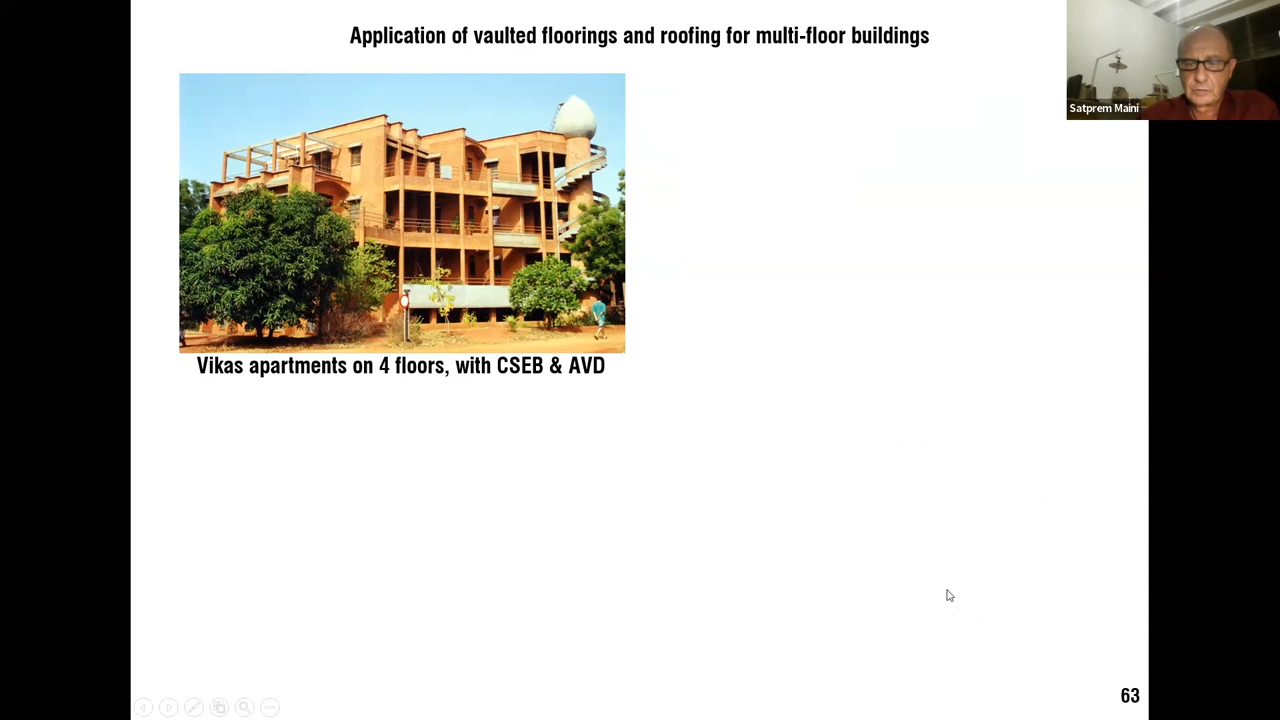 Application of vaulted floorings and roofing for multi-floor buildings
Satprem Maini
Vikas apartments on 4 floors, with CSEB & AVD
63